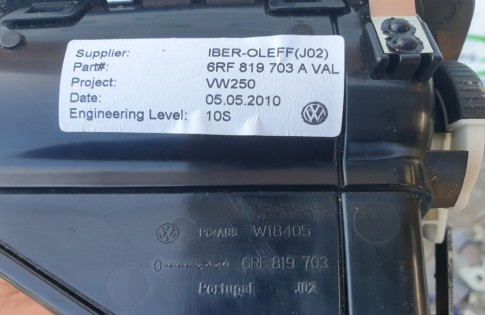 Supplier: IBER-OLEFF(J02)
Part#: 6RF 819 703 A VAL
Project: VW250
Date: 05.05.2010
Engineering Level: 10S
W18405
6RF 819 703
Portugal J02